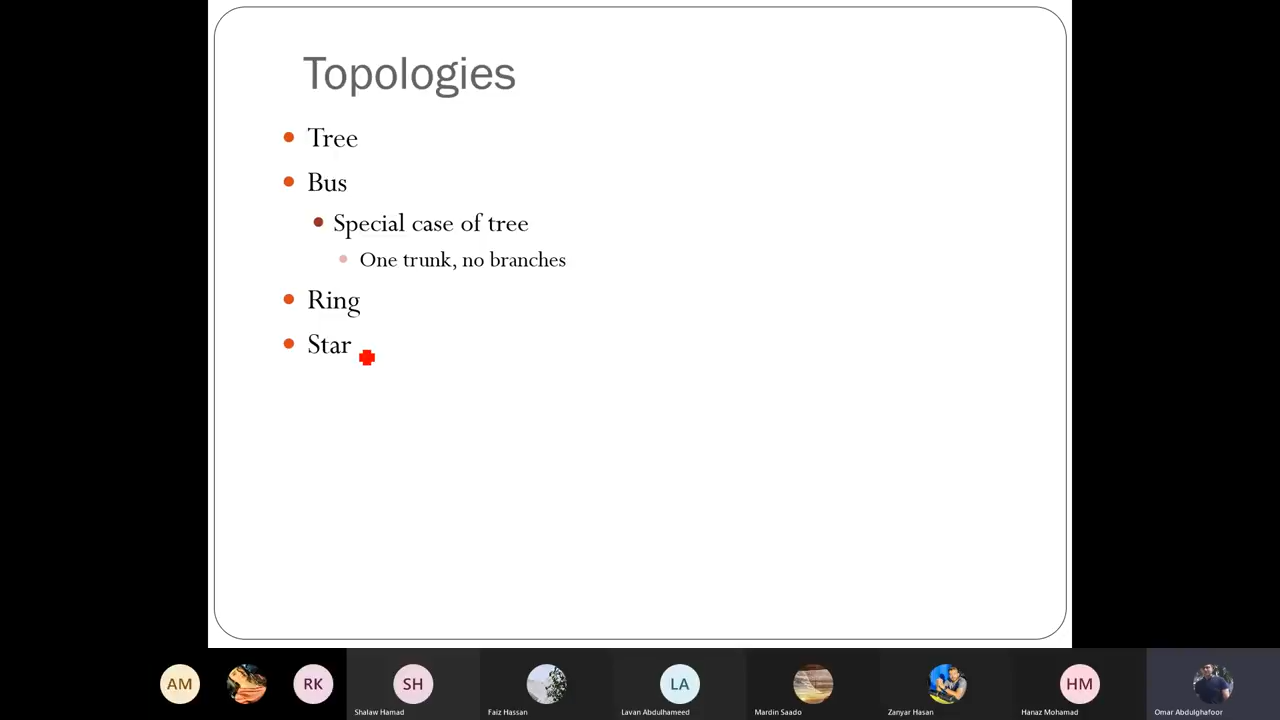 Topologies
Tree
Bus
Special case of tree
One trunk, no branches
Ring
Star
AM
RK
SH
LA
HM
Shalaw Hamad
Faiz Hassan
Lavan Abdulhameed
Mardin Saado
Zanyar Hasan
Hanaz Mohamad
Omar Abdulghafoor